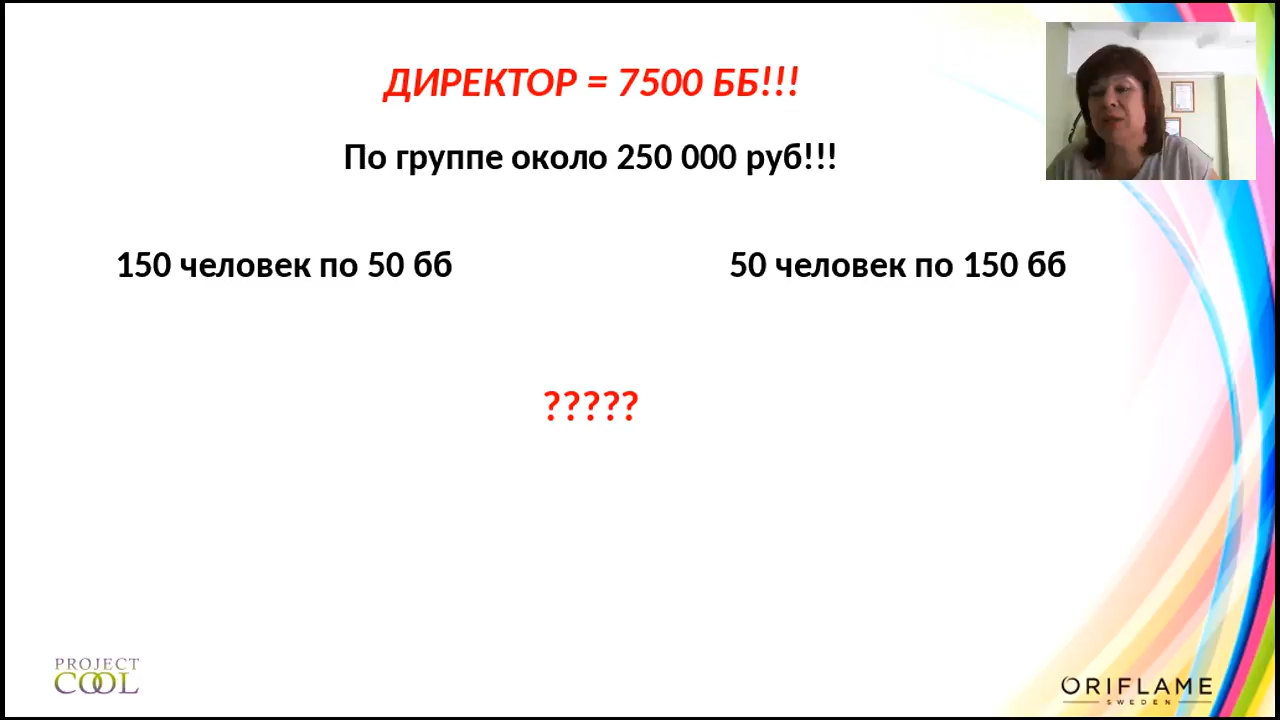 ДИРЕКТОР = 7500 ББ!!!
По группе около 250 000 руб!!!
150 человек по 50 бб
50 человек по 150 бб
?????
PROJECT
COOL
ORIFLAME
SWEDEN